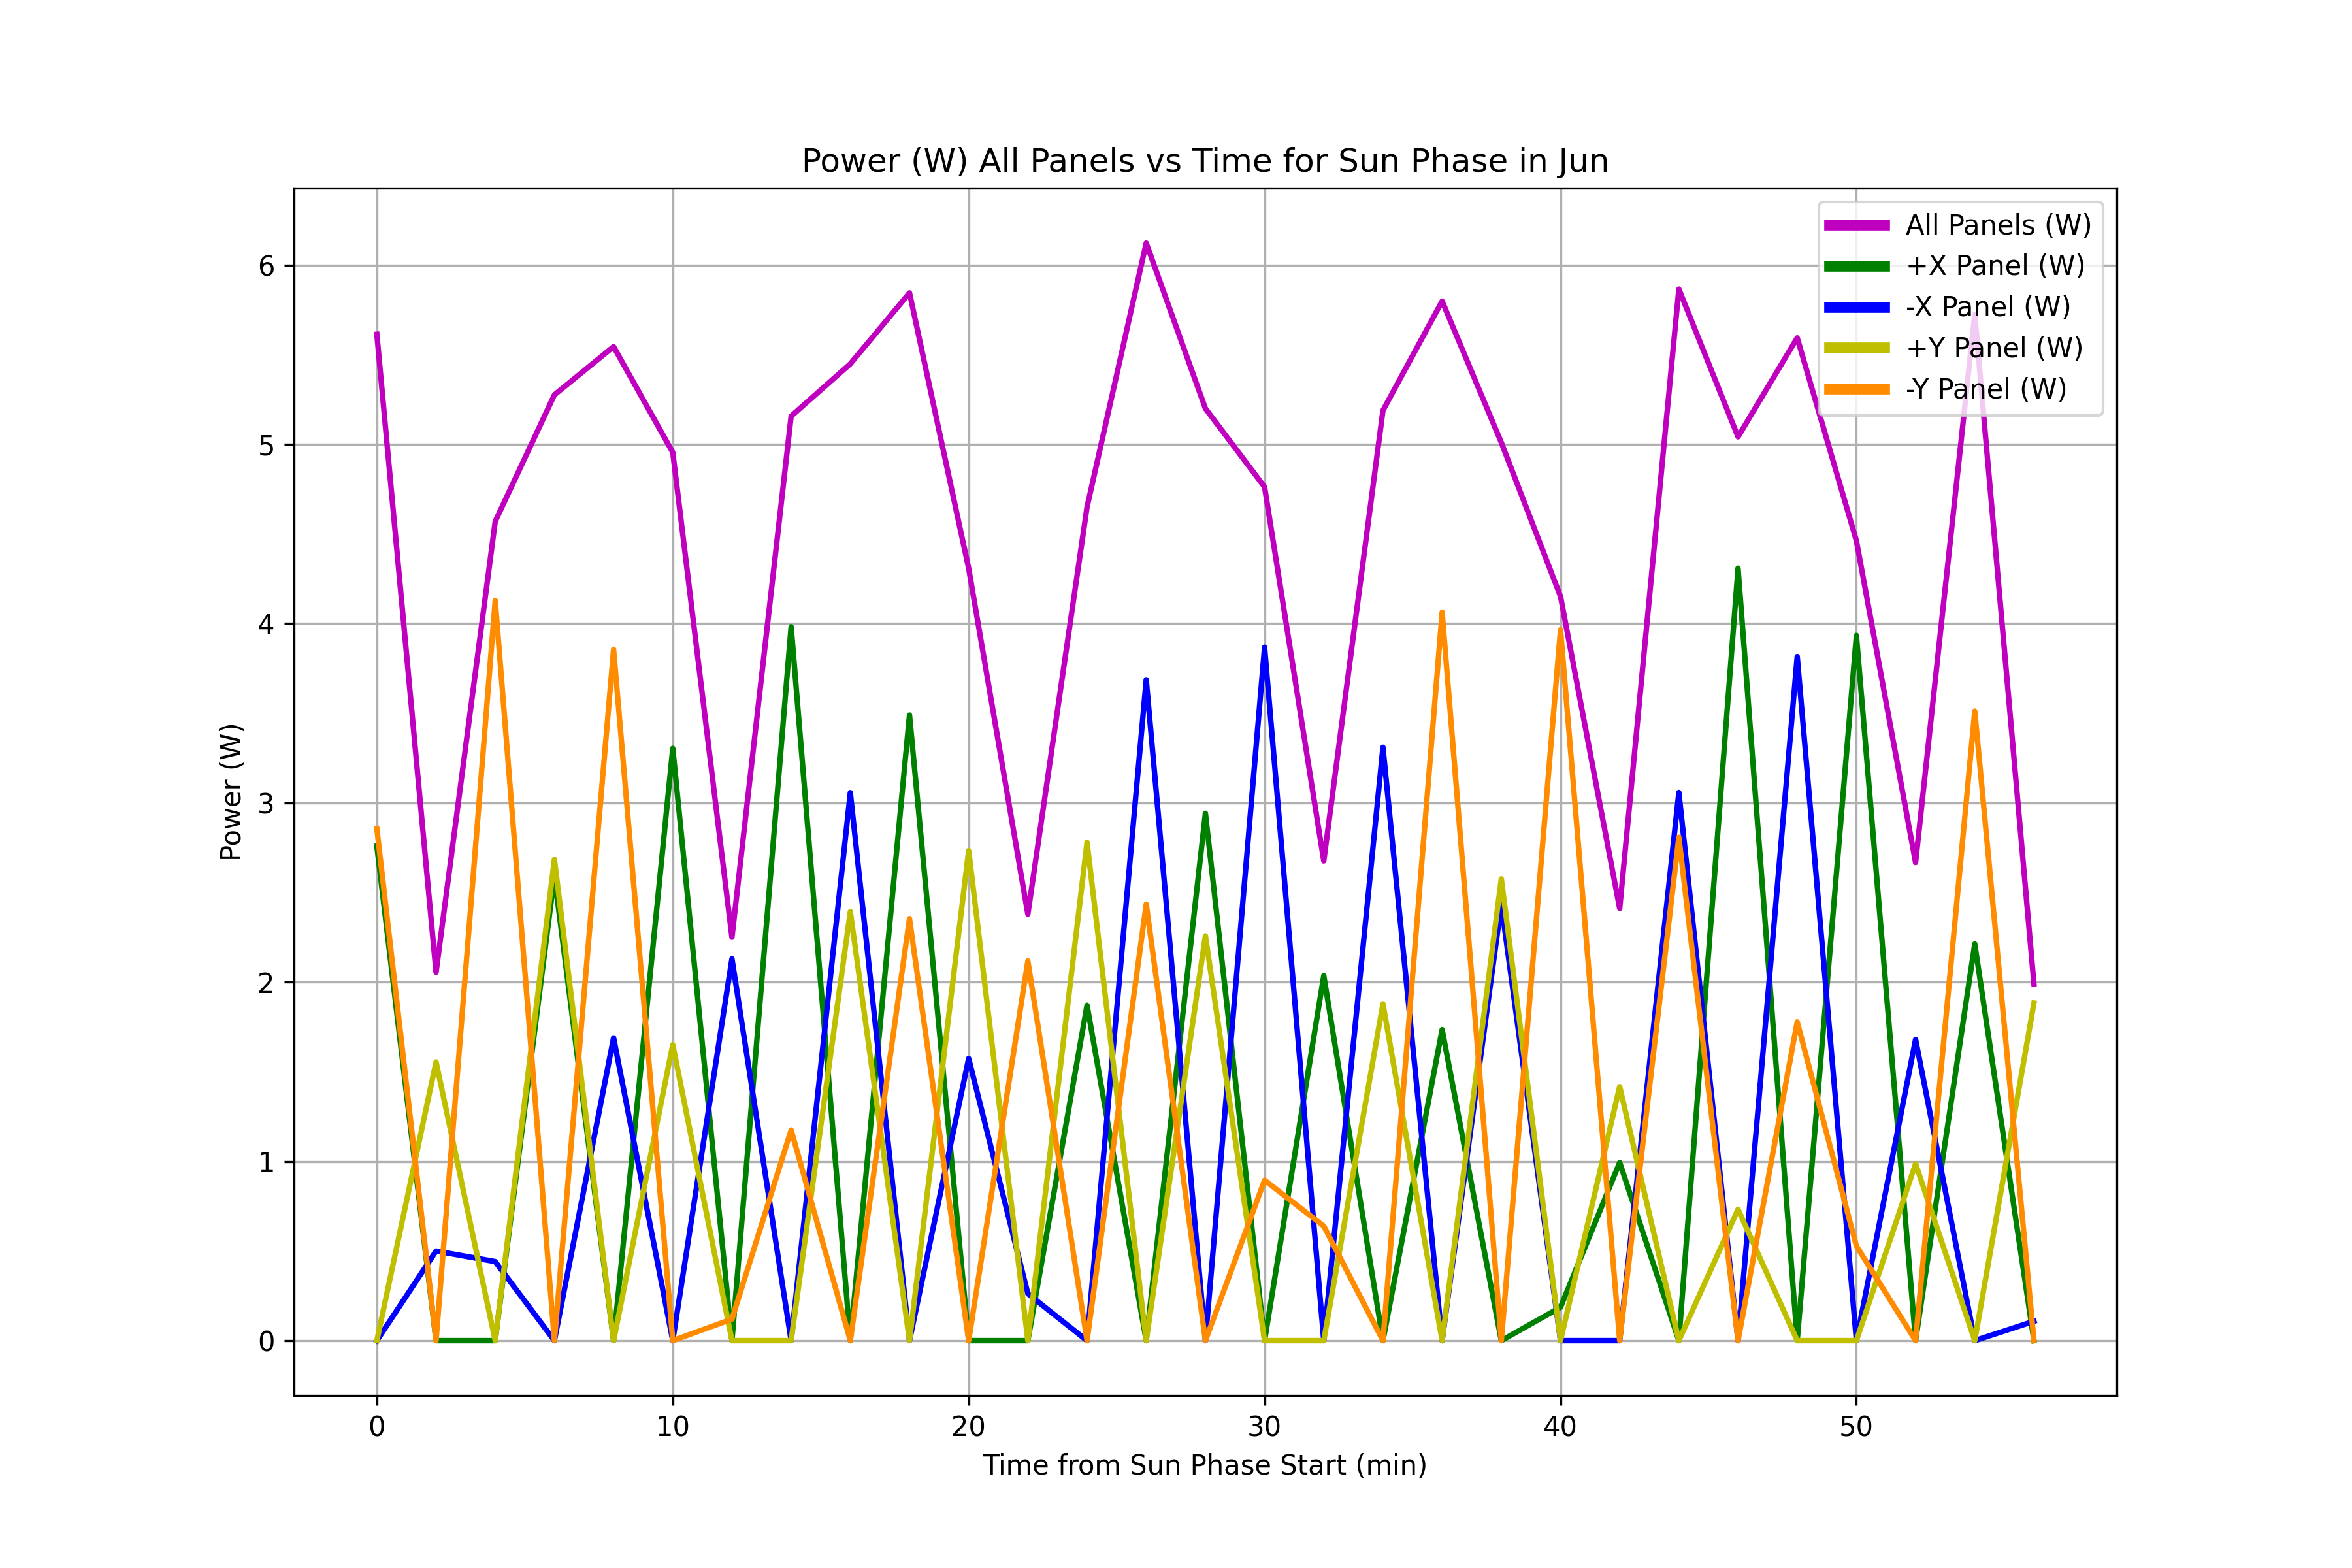 Power (W) All Panels vs Time for Sun Phase in Jun
All Panels (W)
+X Panel (W)
-X Panel (W)
+Y Panel (W)
-Y Panel (W)
6
5
4
3
2
1
0
Power (W)
0 10 20 30 40 50
Time from Sun Phase Start (min)